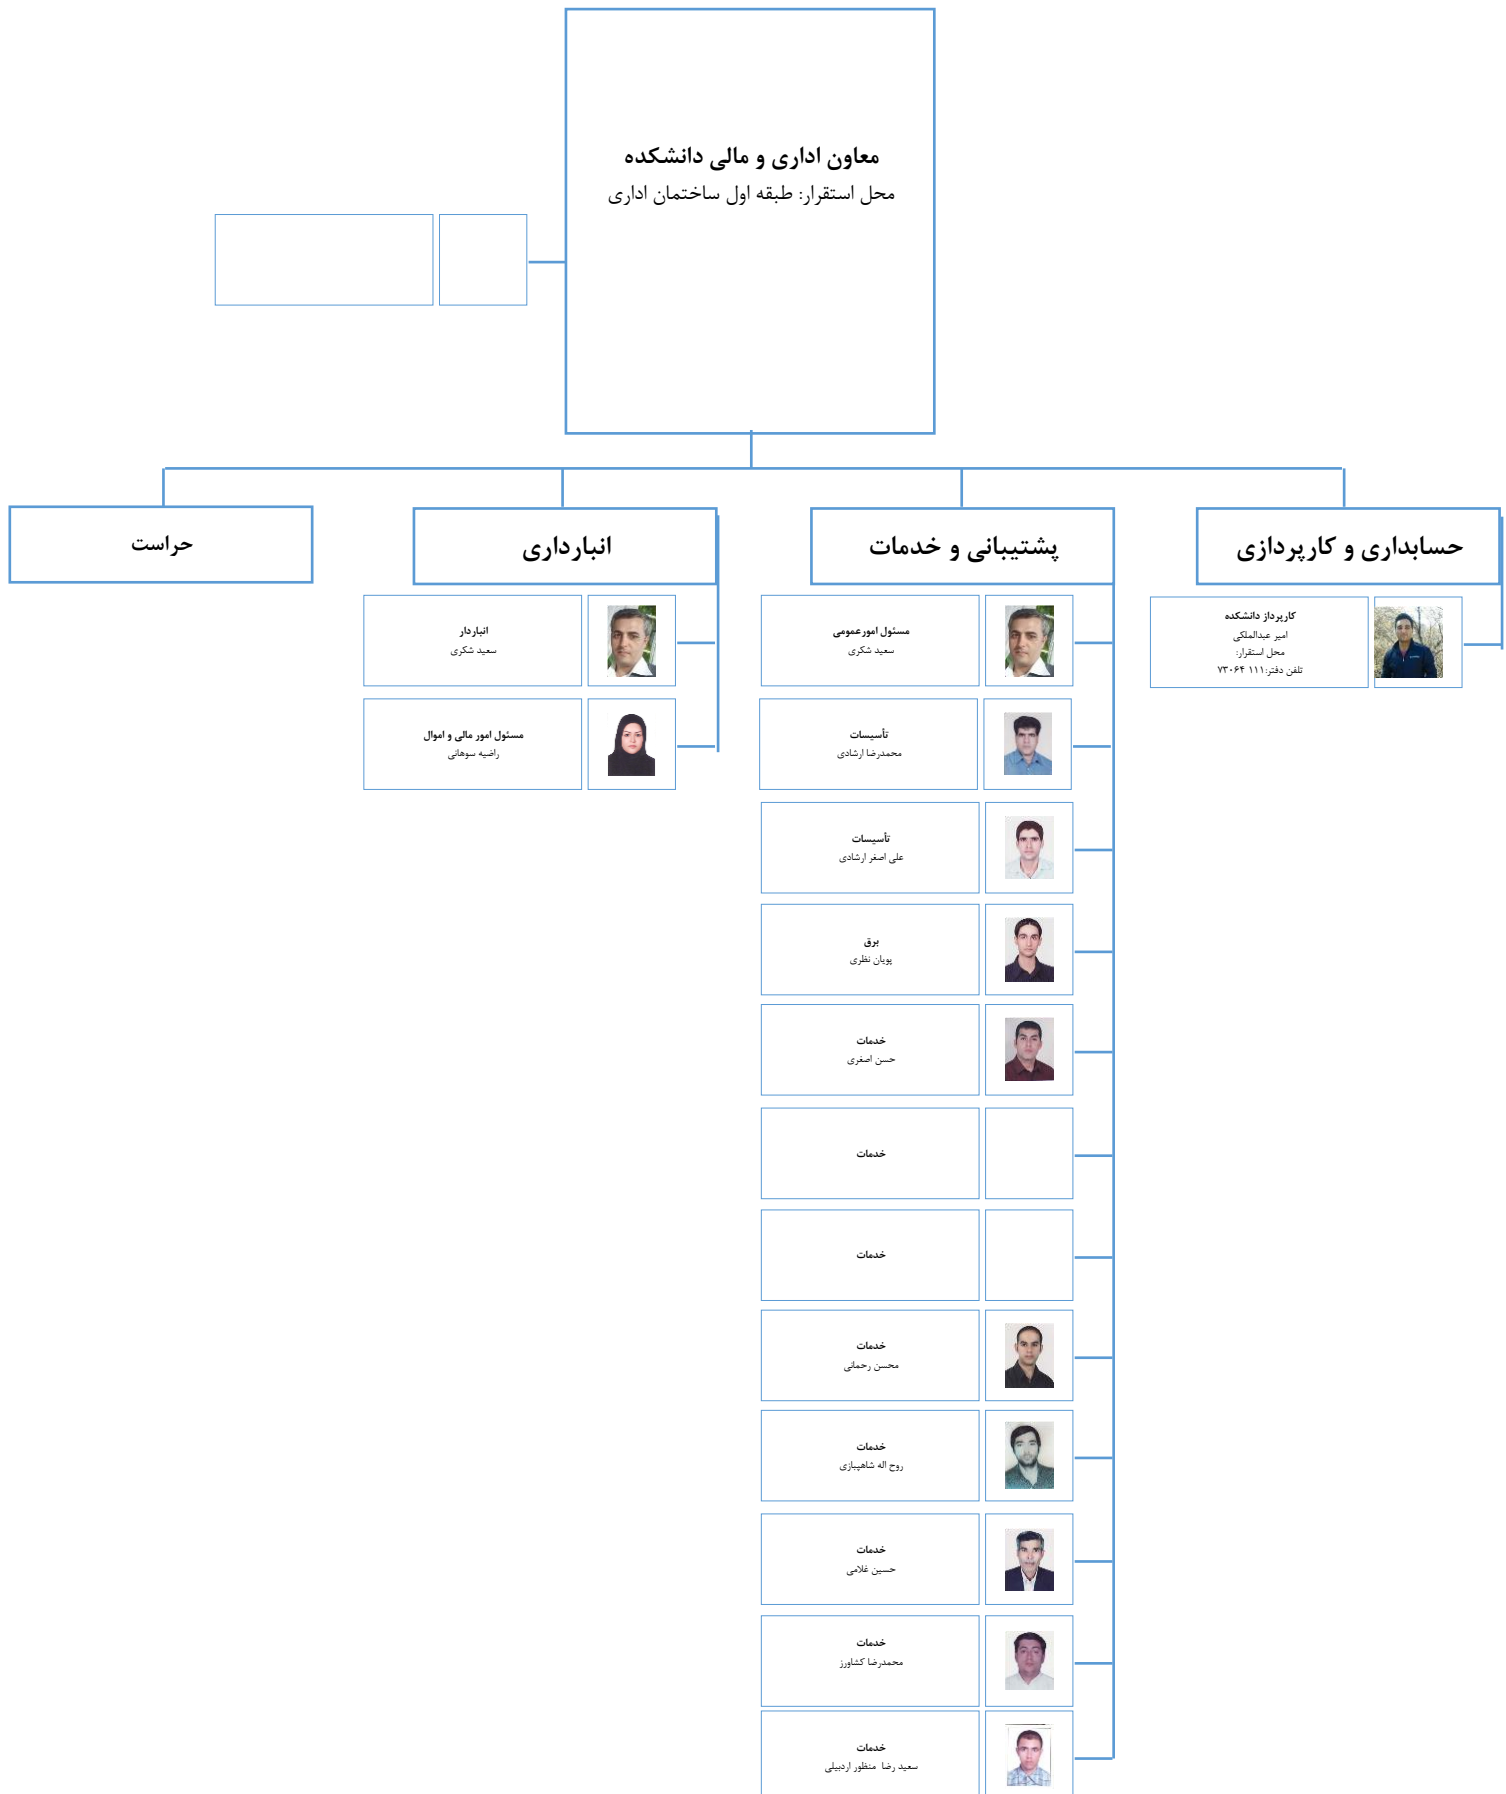 معاون اداری و مالی دانشکده
محل استقرار: طبقه اول ساختمان اداری
حسابداری و کارپردازی
کارپرداز دانشکده
امیر عبدالملکی
محل استقرار:
تلفن دفتر:۱۱۱ ۷۳۰۶۴
پشتیبانی و خدمات
مسئول امورعمومی
سعید شکری
تأسیسات
محمدرضا ارشادی
تأسیسات
علی اصغر ارشادی
برق
پویان نظری
خدمات
حسن اصغری
خدمات
خدمات
خدمات
محسن رحمانی
خدمات
روح اله شاهپیازی
خدمات
حسین غلامی
خدمات
محمدرضا کشاورز
خدمات
سعید رضا منظور اردبیلی
انبارداری
انباردار
سعید شکری
مسئول امور مالی و اموال
راضیه سوهانی
حراست